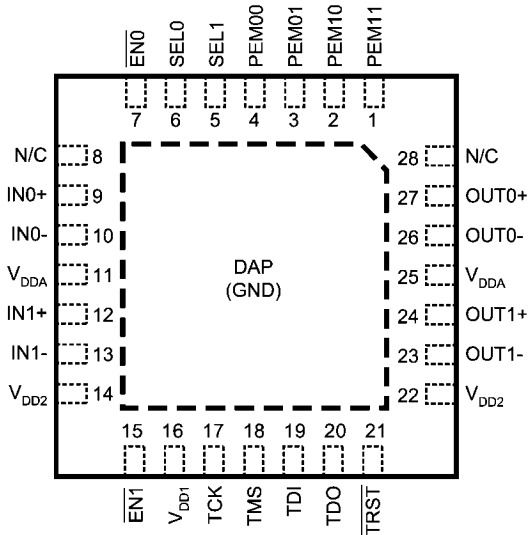 EN0 SEL0 SEL1 PEM00 PEM01 PEM10 PEM11
7 6 5 4 3 2 1
N/C 8 28 N/C
IN0+ 9 27 OUT0+
IN0- 10 26 OUT0-
VDDA 11 25 VDDA
DAP
(GND)
IN1+ 12 24 OUT1+
IN1- 13 23 OUT1-
VDD2 14 22 VDD2
15 16 17 18 19 20 21
EN1 VDD1 TCK TMS TDI TDO TRST